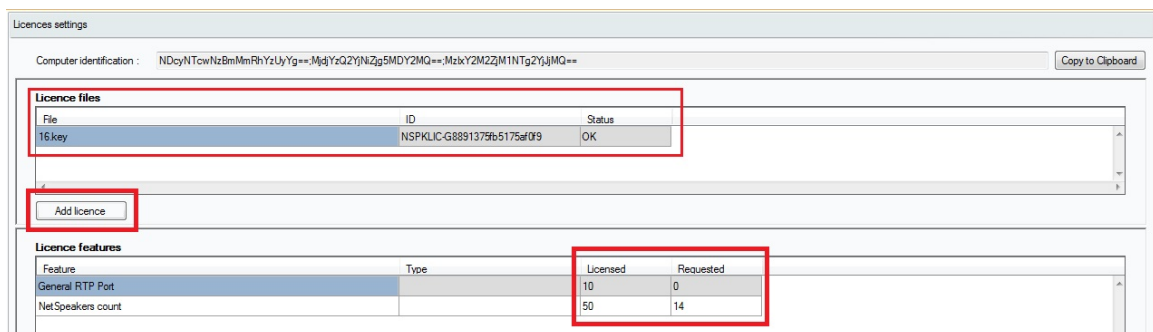 Licences settings
Computer identification : NDcyNTcwNzBmMmRhYzUyYg==;MjdjYzQ2YjNiZjg5MDY2MQ==;MzIxY2M2ZjM1NTg2YjJjMQ== Copy to Clipboard
Licence files
File ID Status
16.key NSPKLIC-G8891375fb5175af0f9 OK
Add licence
Licence features
Feature Type Licensed Requested
General RTP Port 10 0
NetSpeakers count 50 14